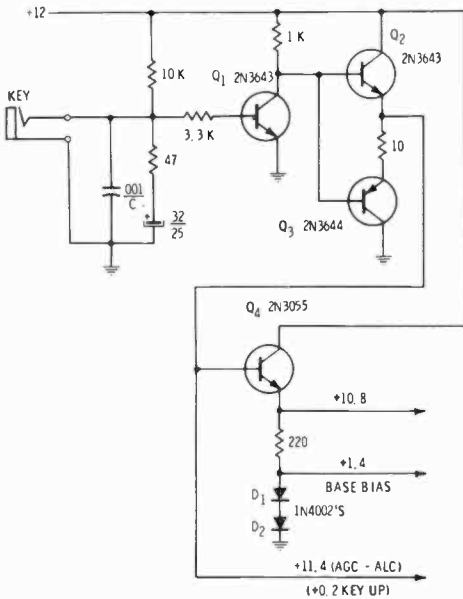 +12
1 K
Q2
2N3643
10 K
Q1 2N3643
KEY
3.3 K
47
10
.001
C
+
32
25
Q3 2N3644
Q4 2N3055
+10.8
220
+1.4
BASE BIAS
D1
1N4002'S
D2
+11.4 (AGC - ALC)
(+0.2 KEY UP)